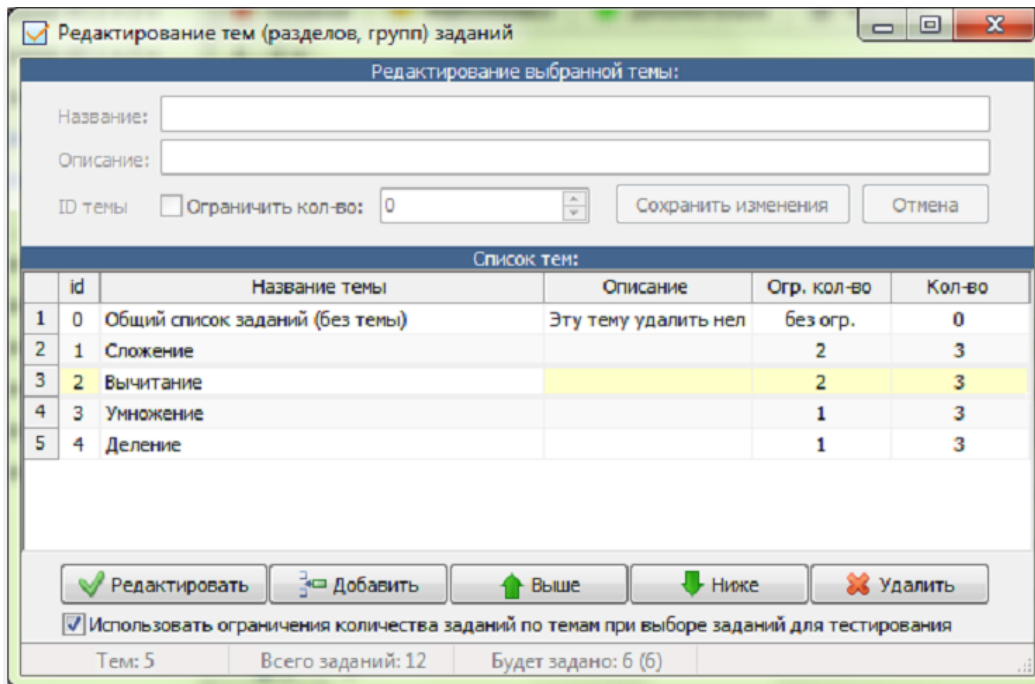 Редактирование тем (разделов, групп) заданий
Редактирование выбранной темы:
Название:
Описание:
ID темы Ограничить кол-во: 0 Сохранить изменения Отмена
Список тем:
id Название темы Описание Огр. кол-во Кол-во
1 0 Общий список заданий (без темы) Эту тему удалить нел без огр. 0
2 1 Сложение 2 3
3 2 Вычитание 2 3
4 3 Умножение 1 3
5 4 Деление 1 3
Редактировать Добавить Выше Ниже Удалить
Использовать ограничения количества заданий по темам при выборе заданий для тестирования
Тем: 5 Всего заданий: 12 Будет задано: 6 (6)